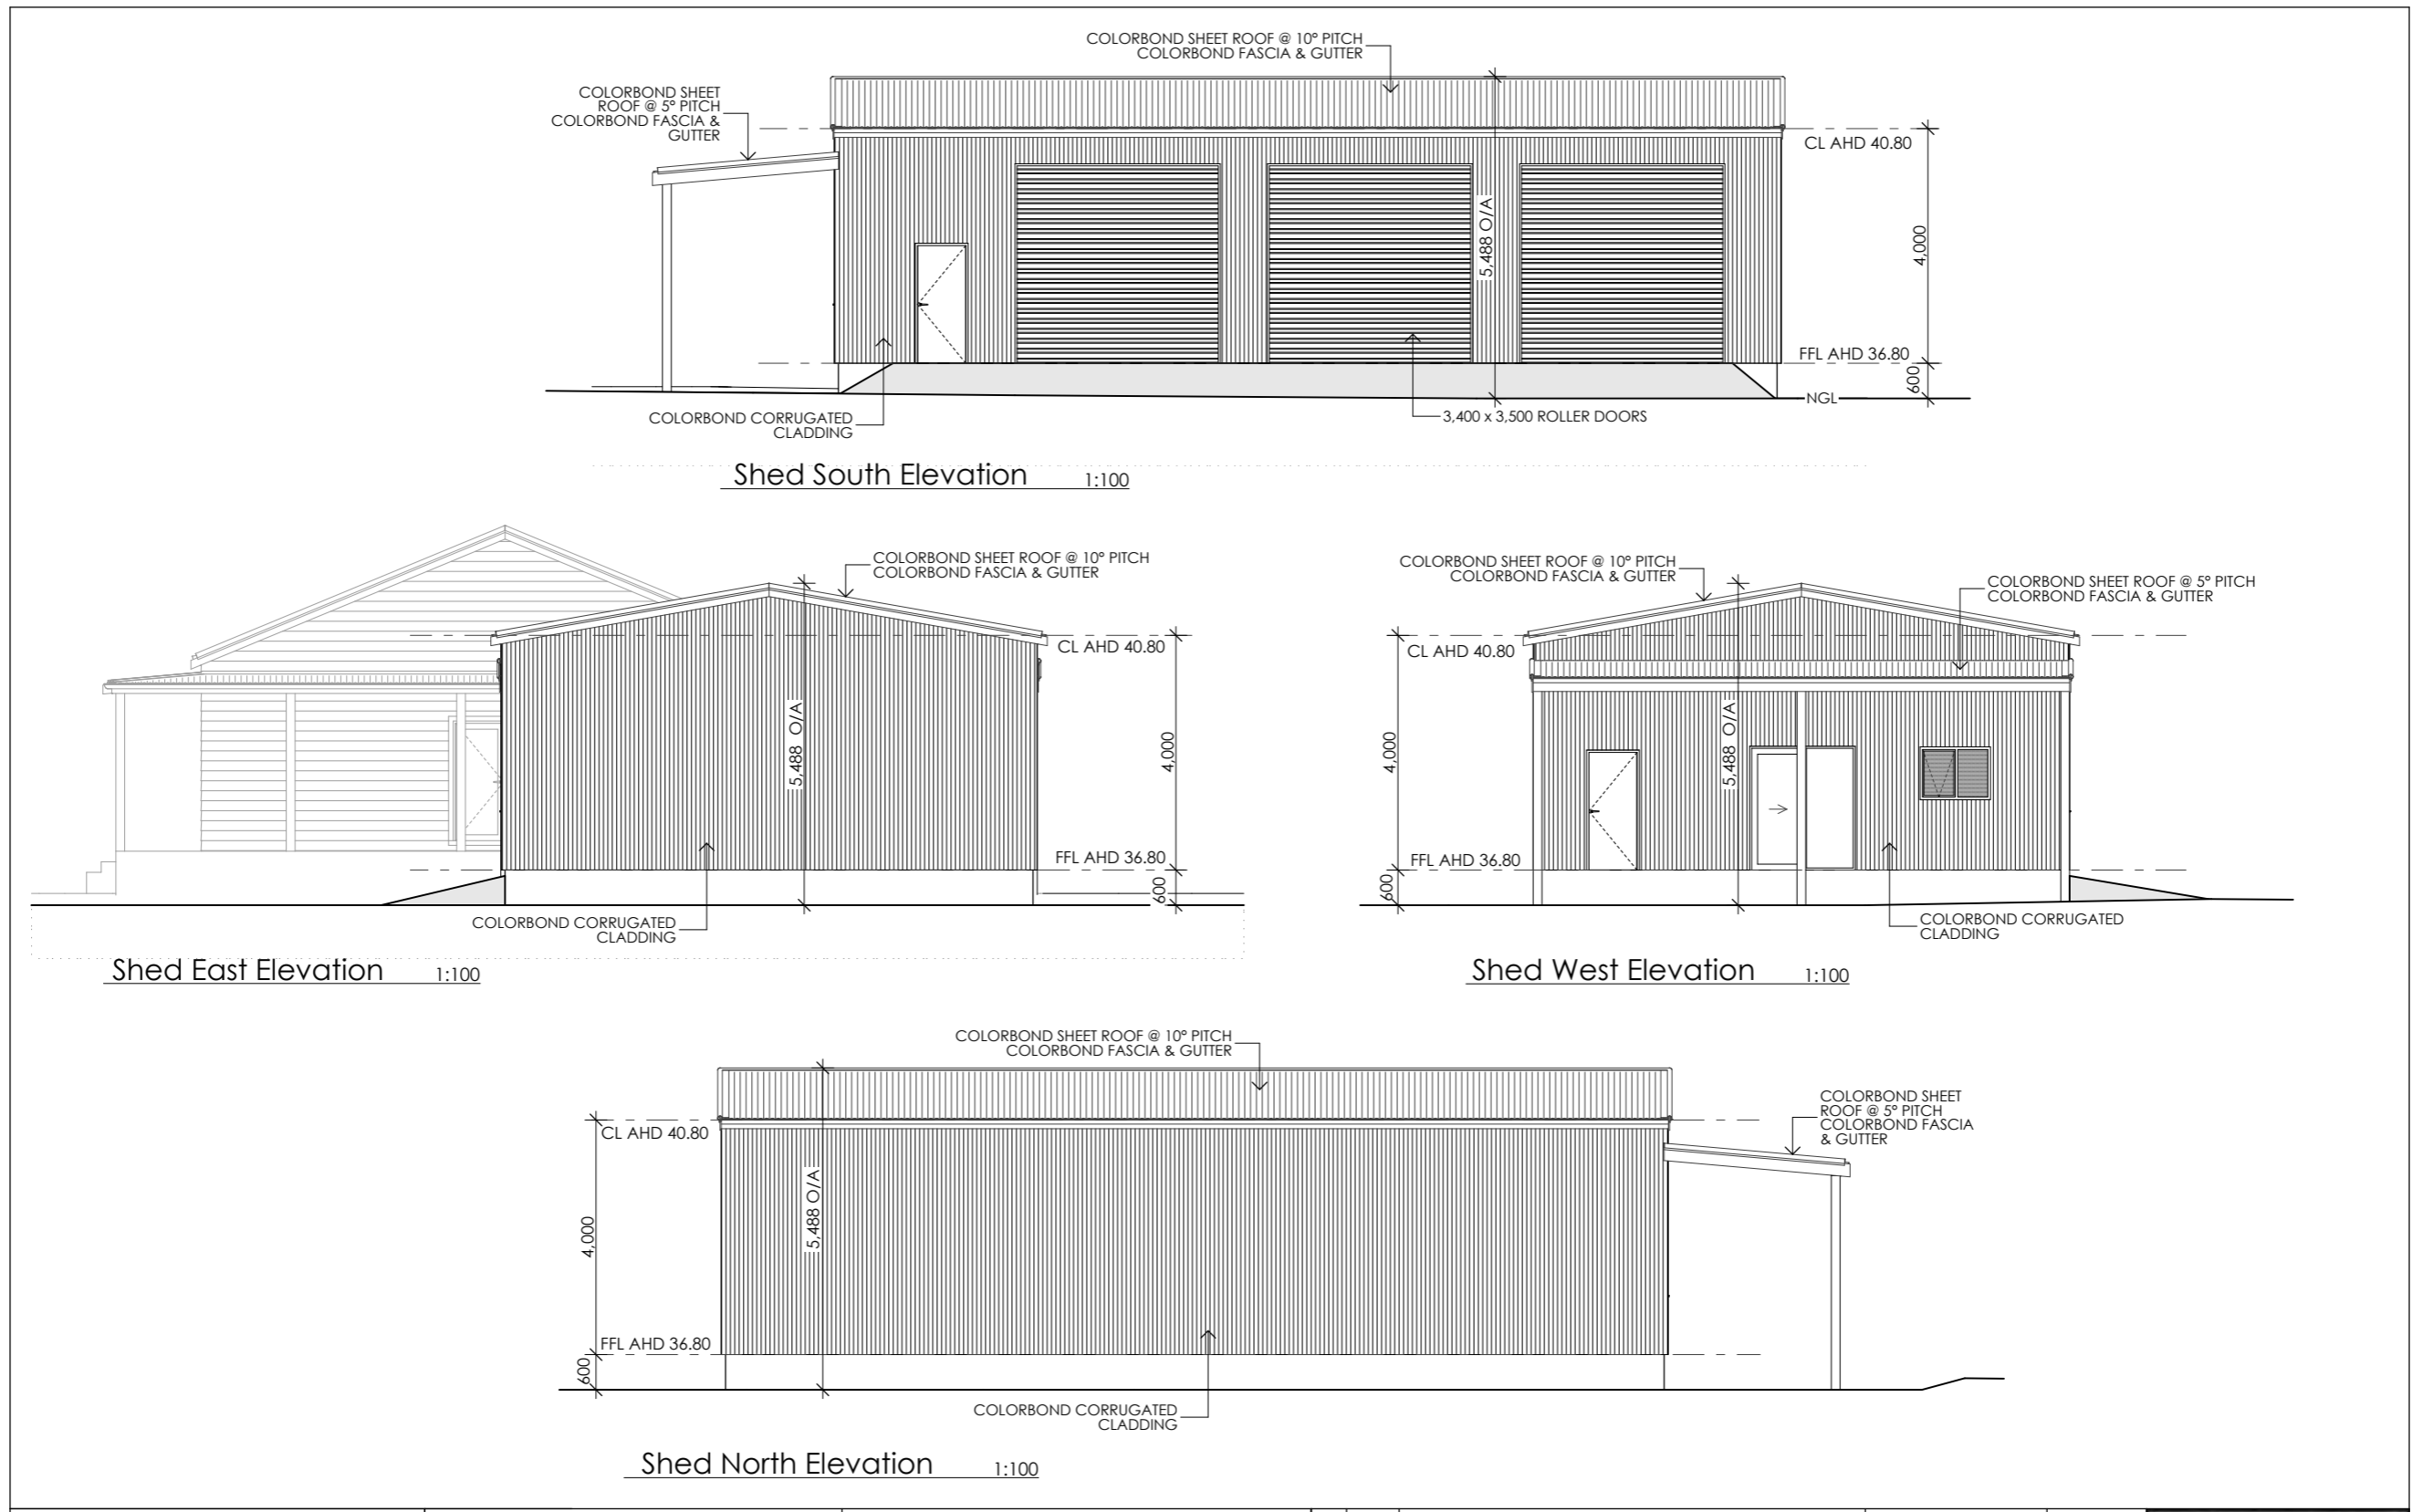 COLORBOND SHEET ROOF @ 10° PITCH
COLORBOND FASCIA & GUTTER
COLORBOND SHEET
ROOF @ 5° PITCH
COLORBOND FASCIA &
GUTTER
CL AHD 40.80
5,488 O/A
4,000
FFL AHD 36.80
600
NGL
COLORBOND CORRUGATED
CLADDING
3,400 x 3,500 ROLLER DOORS
Shed South Elevation 1:100
COLORBOND SHEET ROOF @ 10° PITCH
COLORBOND FASCIA & GUTTER
CL AHD 40.80
5,488 O/A
4,000
FFL AHD 36.80
600
COLORBOND CORRUGATED
CLADDING
Shed East Elevation 1:100
COLORBOND SHEET ROOF @ 10° PITCH
COLORBOND FASCIA & GUTTER
COLORBOND SHEET ROOF @ 5° PITCH
COLORBOND FASCIA & GUTTER
CL AHD 40.80
4,000
5,488 O/A
FFL AHD 36.80
600
COLORBOND CORRUGATED
CLADDING
Shed West Elevation 1:100
COLORBOND SHEET ROOF @ 10° PITCH
COLORBOND FASCIA & GUTTER
COLORBOND SHEET
ROOF @ 5° PITCH
COLORBOND FASCIA
& GUTTER
CL AHD 40.80
5,488 O/A
4,000
FFL AHD 36.80
600
COLORBOND CORRUGATED
CLADDING
Shed North Elevation 1:100